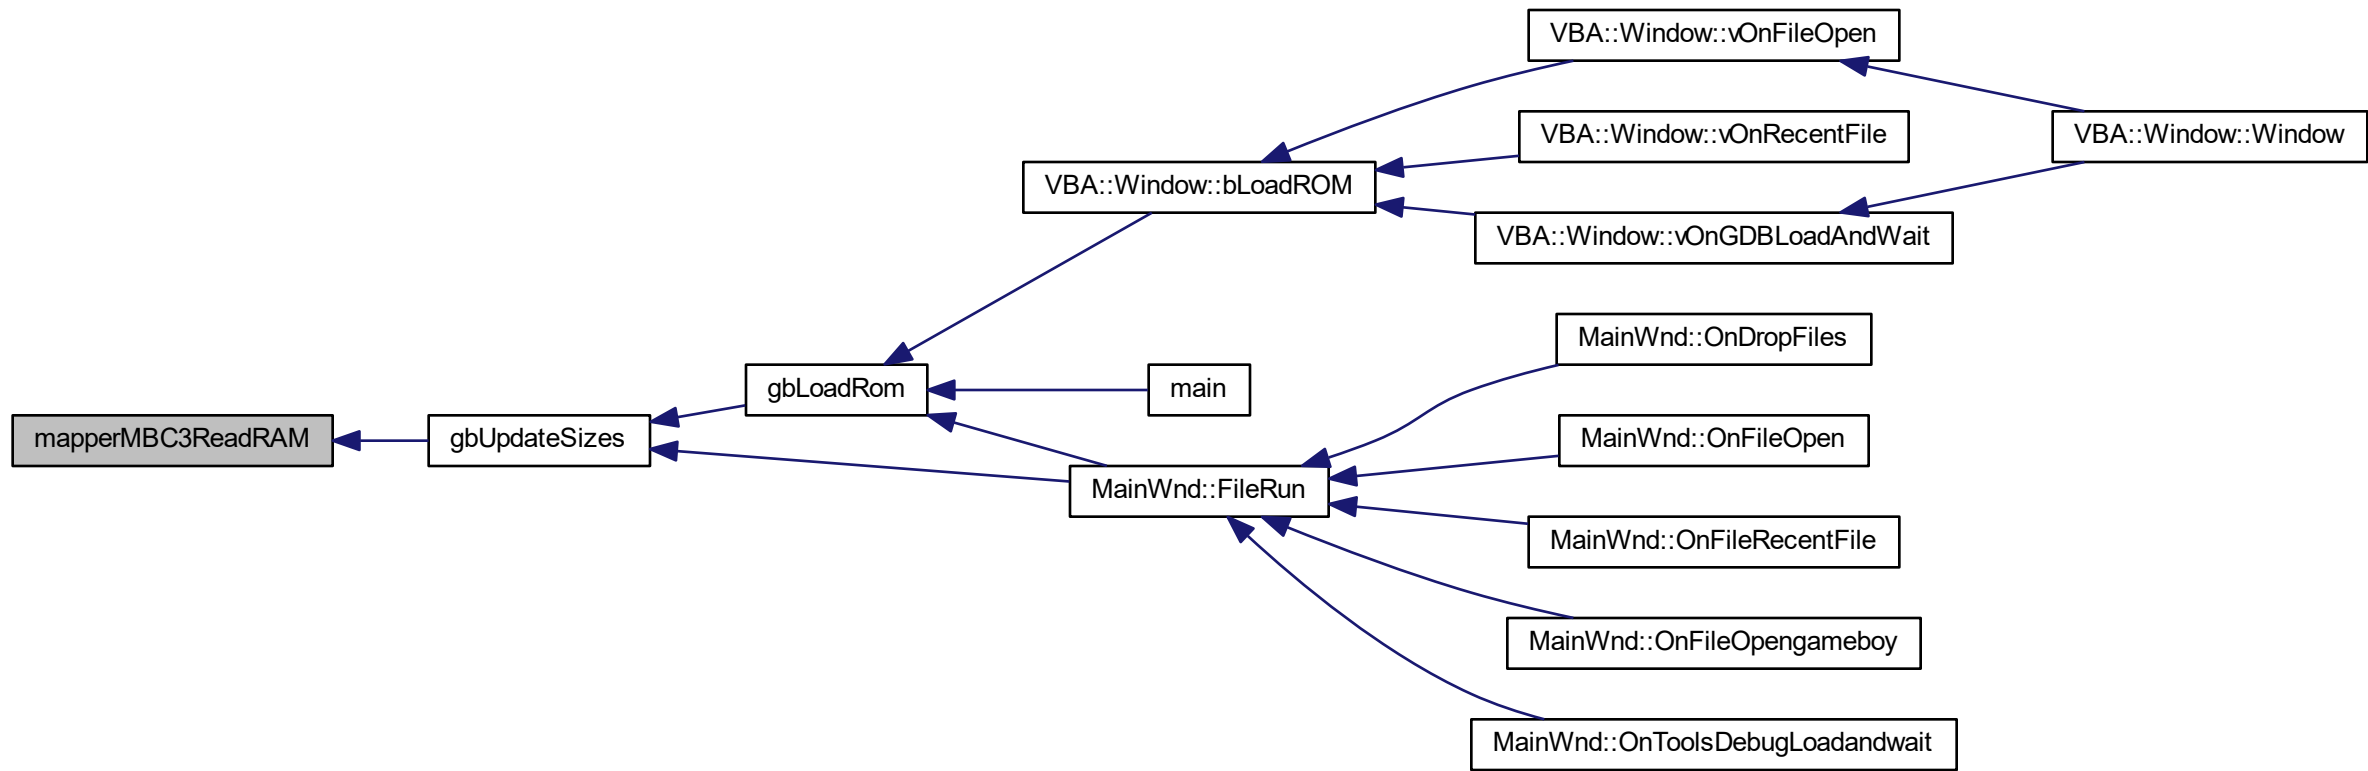 VBA::Window::vOnFileOpen
VBA::Window::vOnRecentFile
VBA::Window::Window
VBA::Window::bLoadROM
VBA::Window::vOnGDBLoadAndWait
MainWnd::OnDropFiles
gbLoadRom
main
mapperMBC3ReadRAM
gbUpdateSizes
MainWnd::OnFileOpen
MainWnd::FileRun
MainWnd::OnFileRecentFile
MainWnd::OnFileOpengameboy
MainWnd::OnToolsDebugLoadandwait